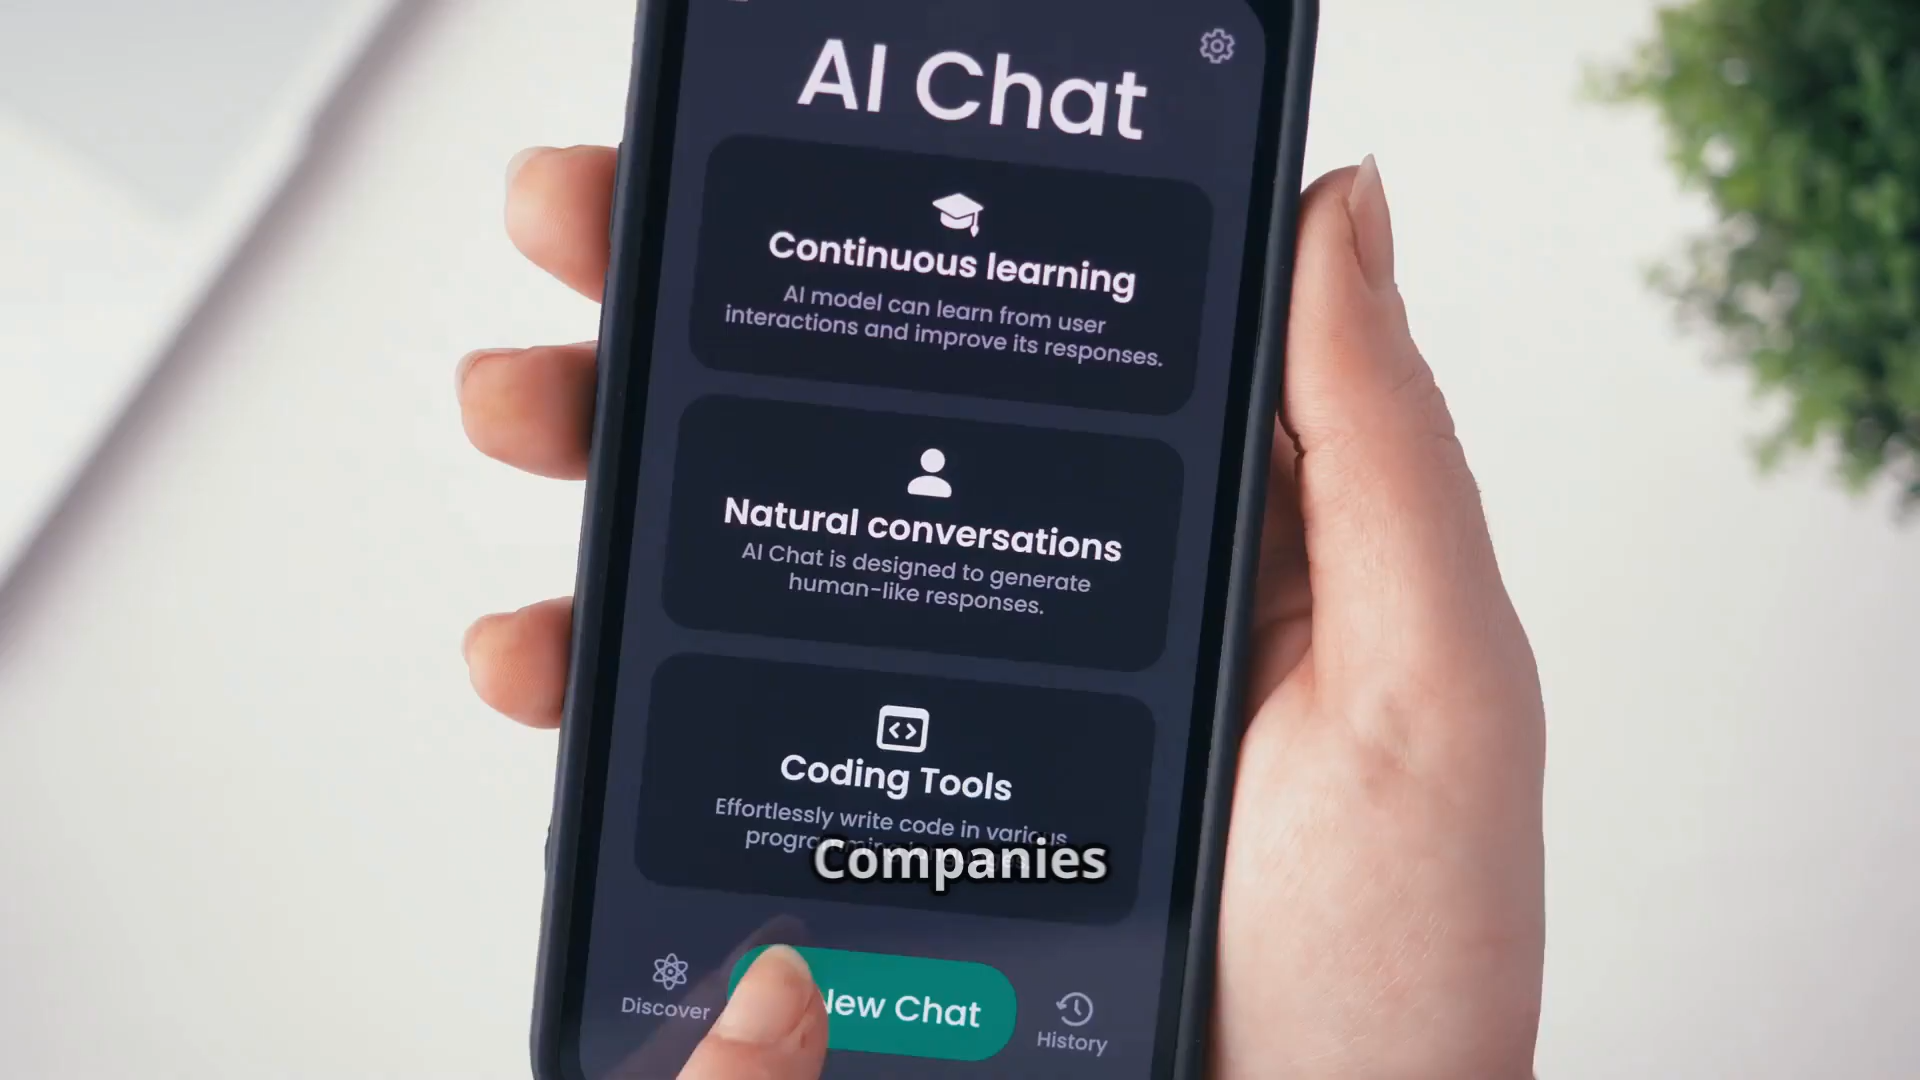 AI Chat
Continuous learning
AI model can learn from user
interactions and improve its responses.
Natural conversations
AI Chat is designed to generate
human-like responses.
Coding Tools
Effortlessly write code in various
Companies
Discover
New Chat
History